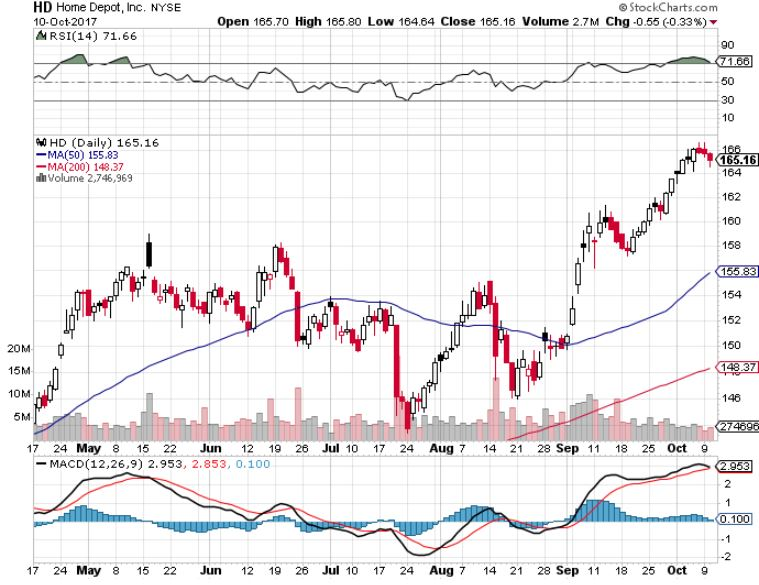 HD Home Depot, Inc. NYSE © StockCharts.com
10-Oct-2017 Open 165.70 High 165.80 Low 164.64 Close 165.16 Volume 2.7M Chg -0.55 (-0.33%)
RSI(14) 71.66
90
71.66
50
30
10
HD (Daily) 165.16
MA(50) 155.83
MA(200) 148.37
Volume 2,746,969
166
165.16
164
162
160
158
155.83
154
152
20M 150
148.37
15M
10M 146
5M
274696
17 24 May 8 15 22 Jun 12 19 26 Jul 10 17 24 Aug 7 14 21 28 Sep 11 18 25 Oct 9
MACD(12,26,9) 2.953, 2.853, 0.100
2.953
2
1
0.100
-1
-2
17 24 May 8 15 22 Jun 12 19 26 Jul 10 17 24 Aug 7 14 21 28 Sep 11 18 25 Oct 9